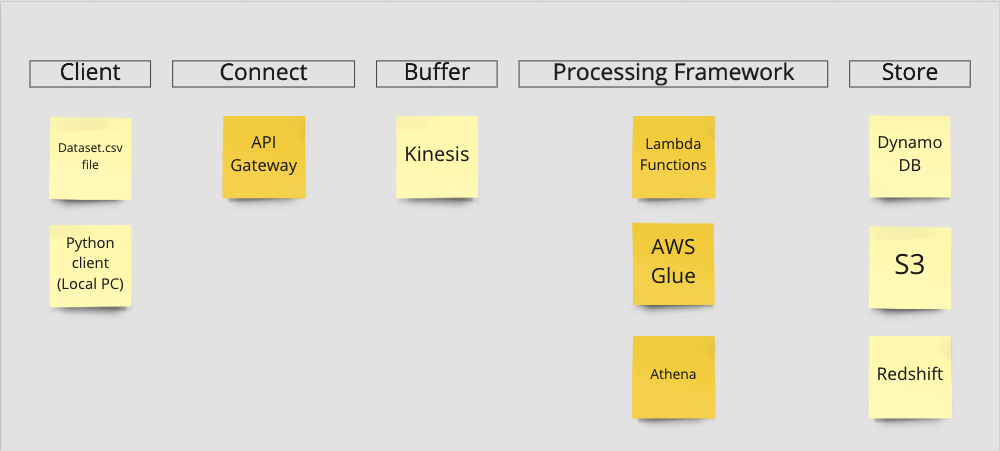 Client
Connect
Buffer
Processing Framework
Store
Dataset.csv
file
API
Gateway
Kinesis
Lambda
Functions
Dynamo
DB
Python
client
(Local PC)
AWS
Glue
S3
Athena
Redshift